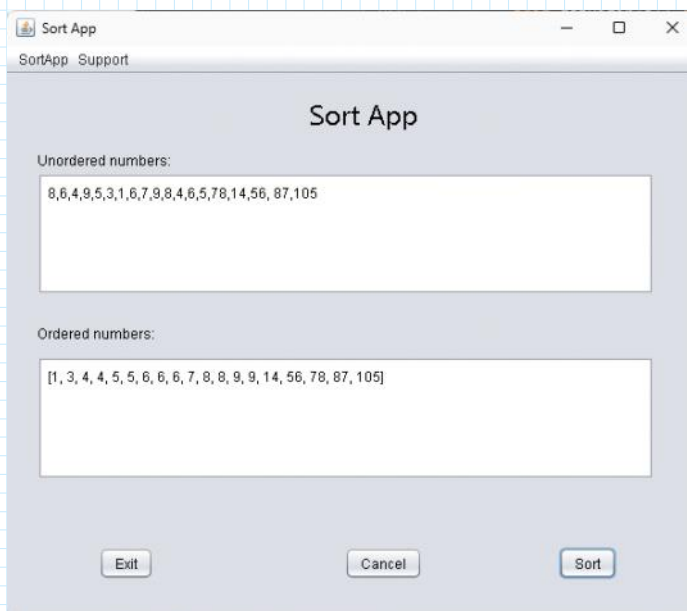 Sort App
SortApp Support
Sort App
Unordered numbers:
8,6,4,9,5,3,1,6,7,9,8,4,6,5,78,14,56, 87,105
Ordered numbers:
[1, 3, 4, 4, 5, 5, 6, 6, 6, 7, 8, 8, 9, 9, 14, 56, 78, 87, 105]
Exit Cancel Sort